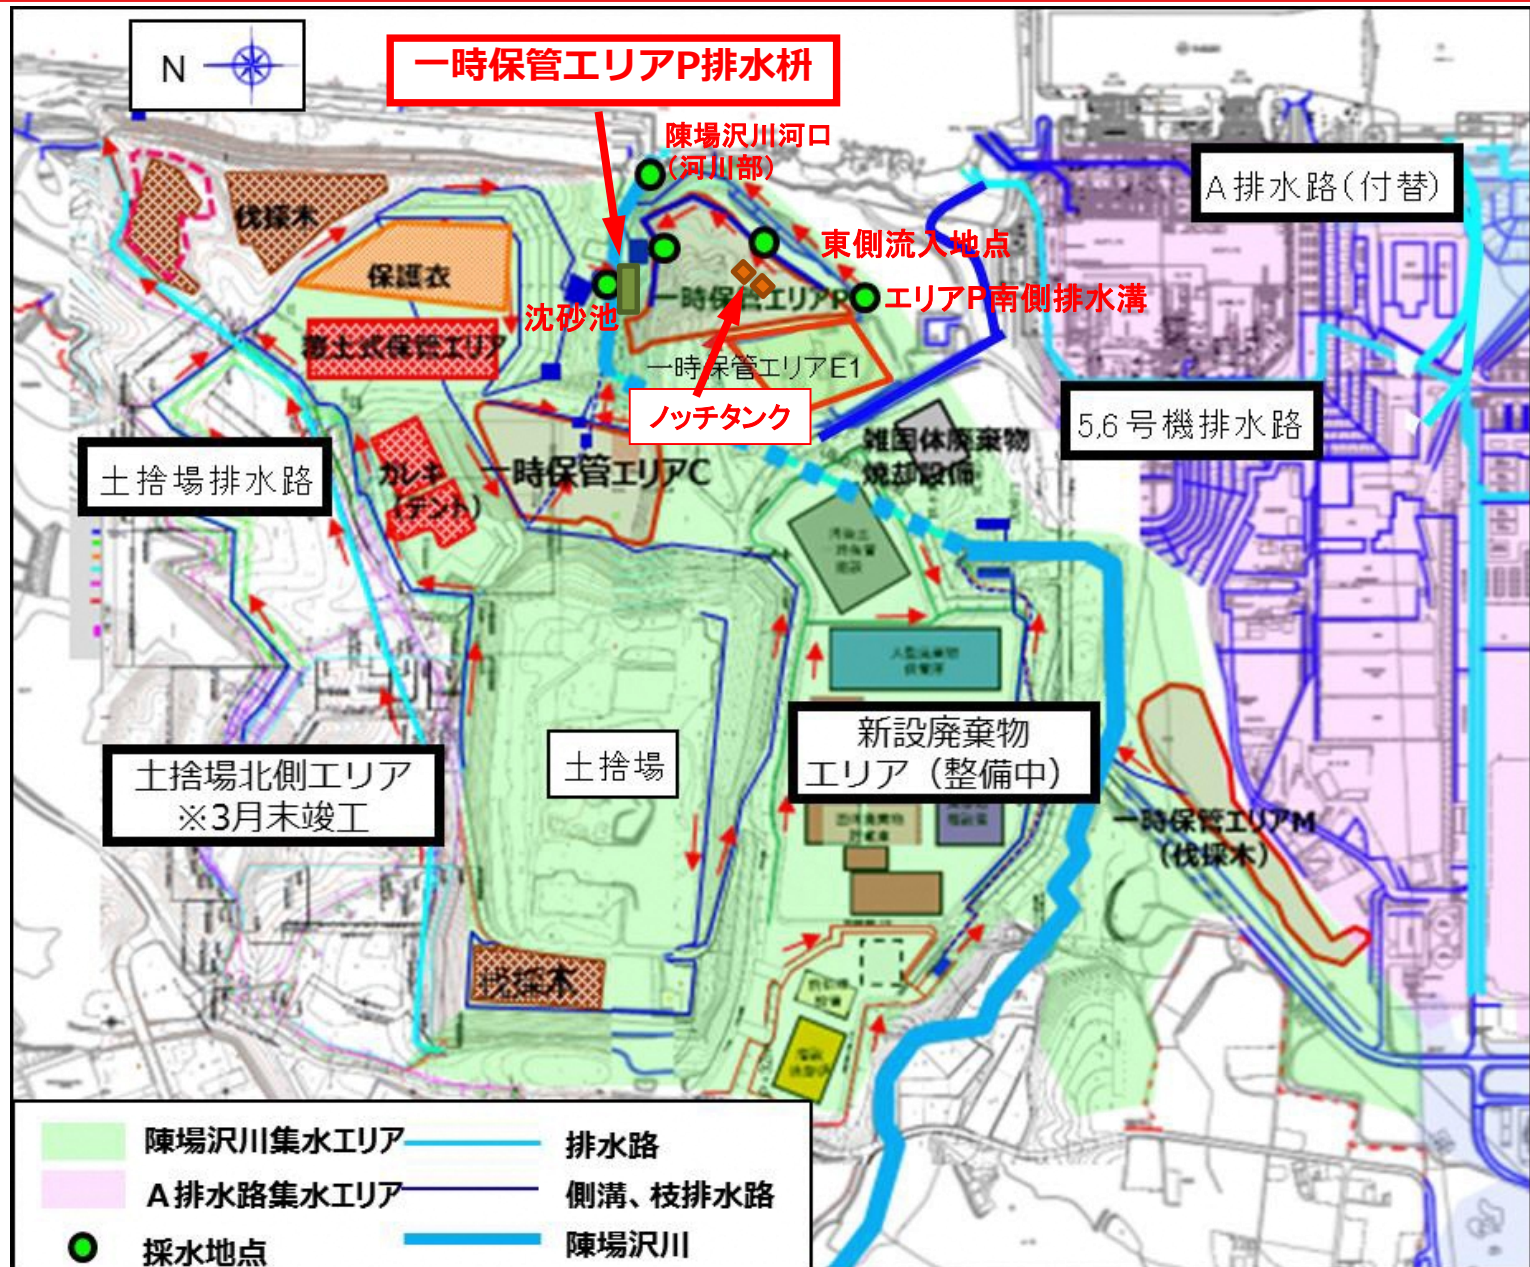 N
一時保管エリアP排水枡
陳場沢川河口
(河川部)
A排水路(付替)
伐採木
保護衣
東側流入地点
一時保管エリアP
エリアP南側排水溝
沈砂池
覆土式保管エリア
一時保管エリアE1
ノッチタンク
5,6号機排水路
雑固体廃棄物
焼却設備
土捨場排水路
ガレキ
(テント)
一時保管エリアC
土捨場
新設廃棄物
エリア（整備中）
土捨場北側エリア
※3月末竣工
一時保管エリアM
(伐採木)
伐採木
陳場沢川集水エリア
排水路
A排水路集水エリア
側溝、枝排水路
採水地点
陳場沢川